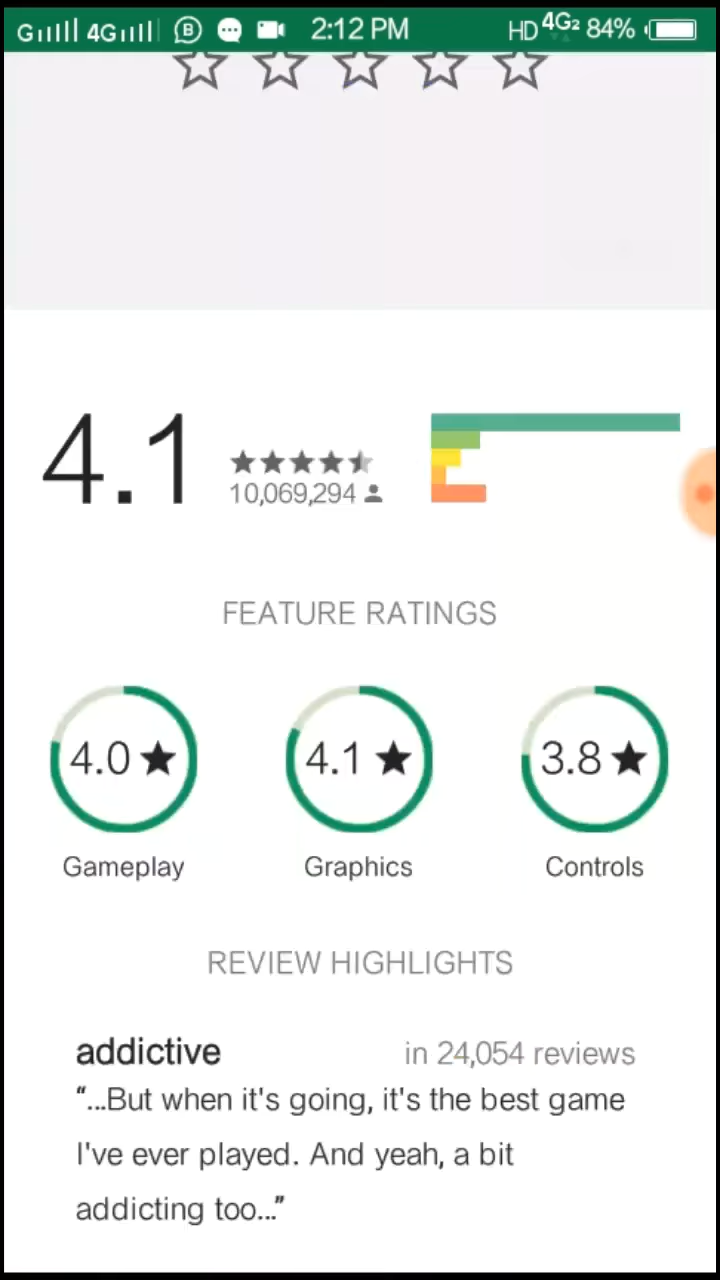 G 4G B 2:12 PM HD 4G2 84%
4.1
10,069,294
FEATURE RATINGS
4.0 4.1 3.8
Gameplay Graphics Controls
REVIEW HIGHLIGHTS
addictive in 24,054 reviews
“...But when it's going, it's the best game
I've ever played. And yeah, a bit
addicting too...”